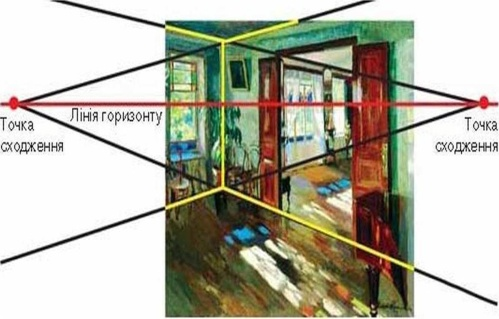 Лінія горизонту
Точка
сходження
Точка
сходження